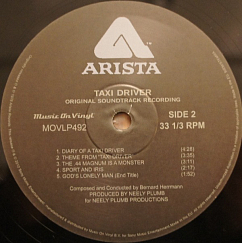 ARISTA
TAXI DRIVER
ORIGINAL SOUNDTRACK RECORDING
Music On Vinyl
MOVLP492
SIDE 2
33 1/3 RPM
1. DIARY OF A TAXI DRIVER (4:28)
2. THEME FROM TAXI DRIVER (3:35)
3. THE .44 MAGNUM IS A MONSTER (3:11)
4. SPORT AND IRIS (2:17)
5. GOD'S LONELY MAN (End Title) (1:52)
Composed and Conducted by Bernard Herrmann
PRODUCED BY NEELY PLUMB
for NEELY PLUMB PRODUCTIONS